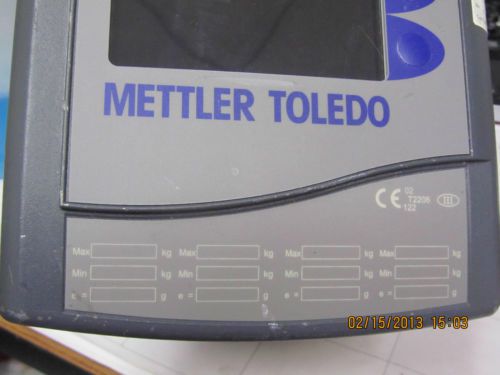 METTLER TOLEDO
CE 02 T2206 122 III
Max kg Max kg Max kg Max kg
Min kg Min kg Min kg Min kg
e = g e = g e = g e = g
02/15/2013 15:03